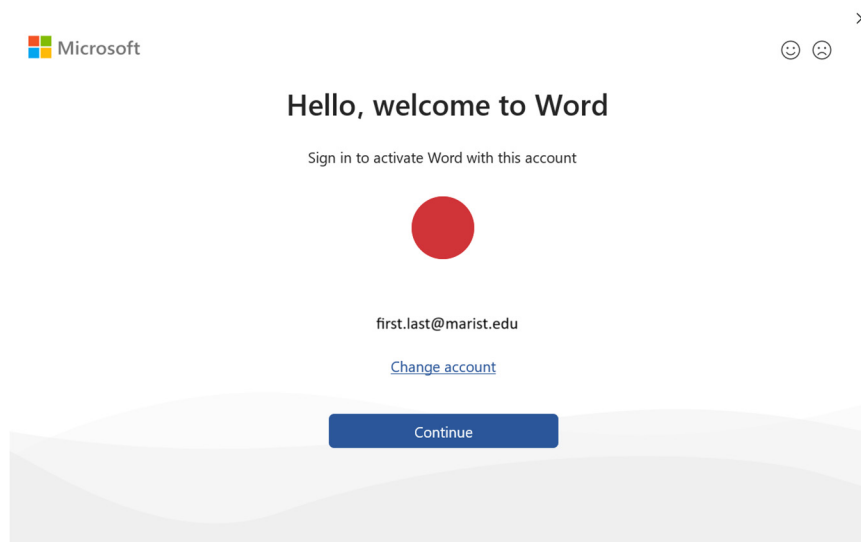 Microsoft
Hello, welcome to Word
Sign in to activate Word with this account
first.last@marist.edu
Change account
Continue